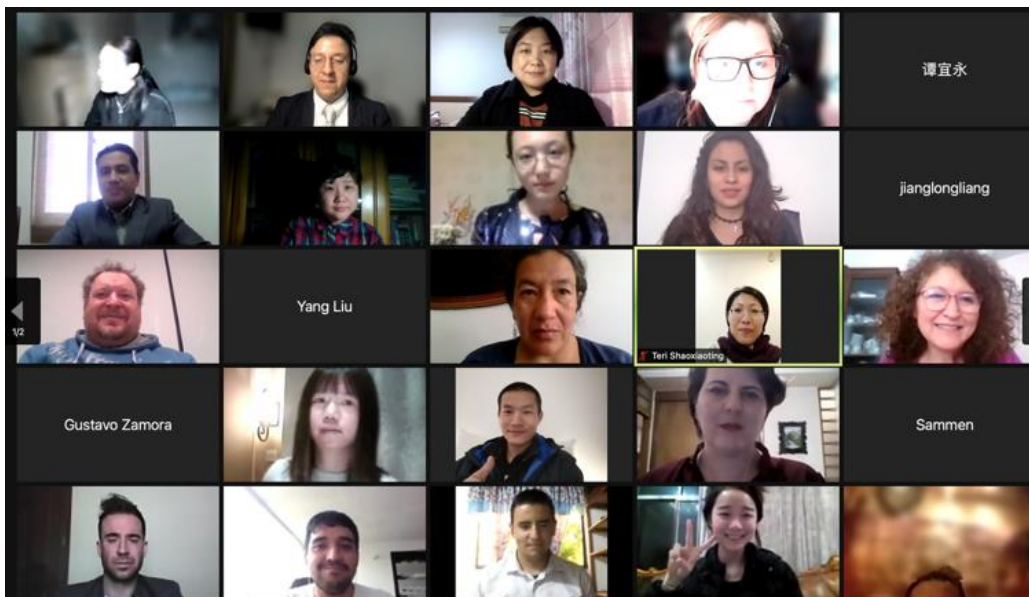 谭宜永
jianglongliang
1/2
Yang Liu
Teri Shaoxiaoting
Gustavo Zamora
Sammen